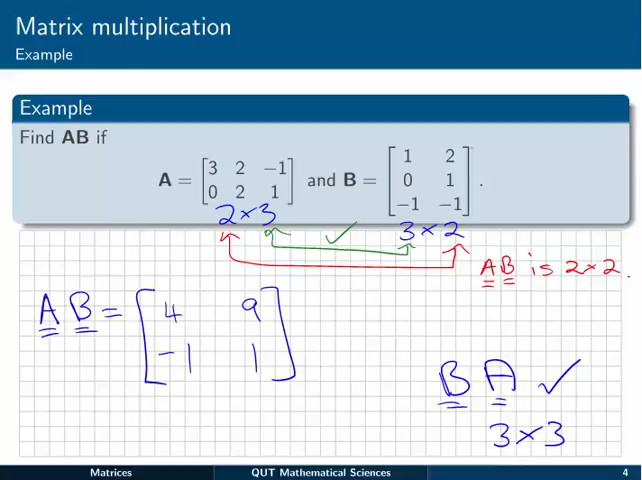 Matrix multiplication
Example
Example
Find AB if
A = [3 2 −1
0 2 1] and B = [1 2
0 1
−1 −1].
2×3
3×2
AB is 2×2.
AB = [4 9
−1 1]
BA ✓
3×3
Matrices QUT Mathematical Sciences 4